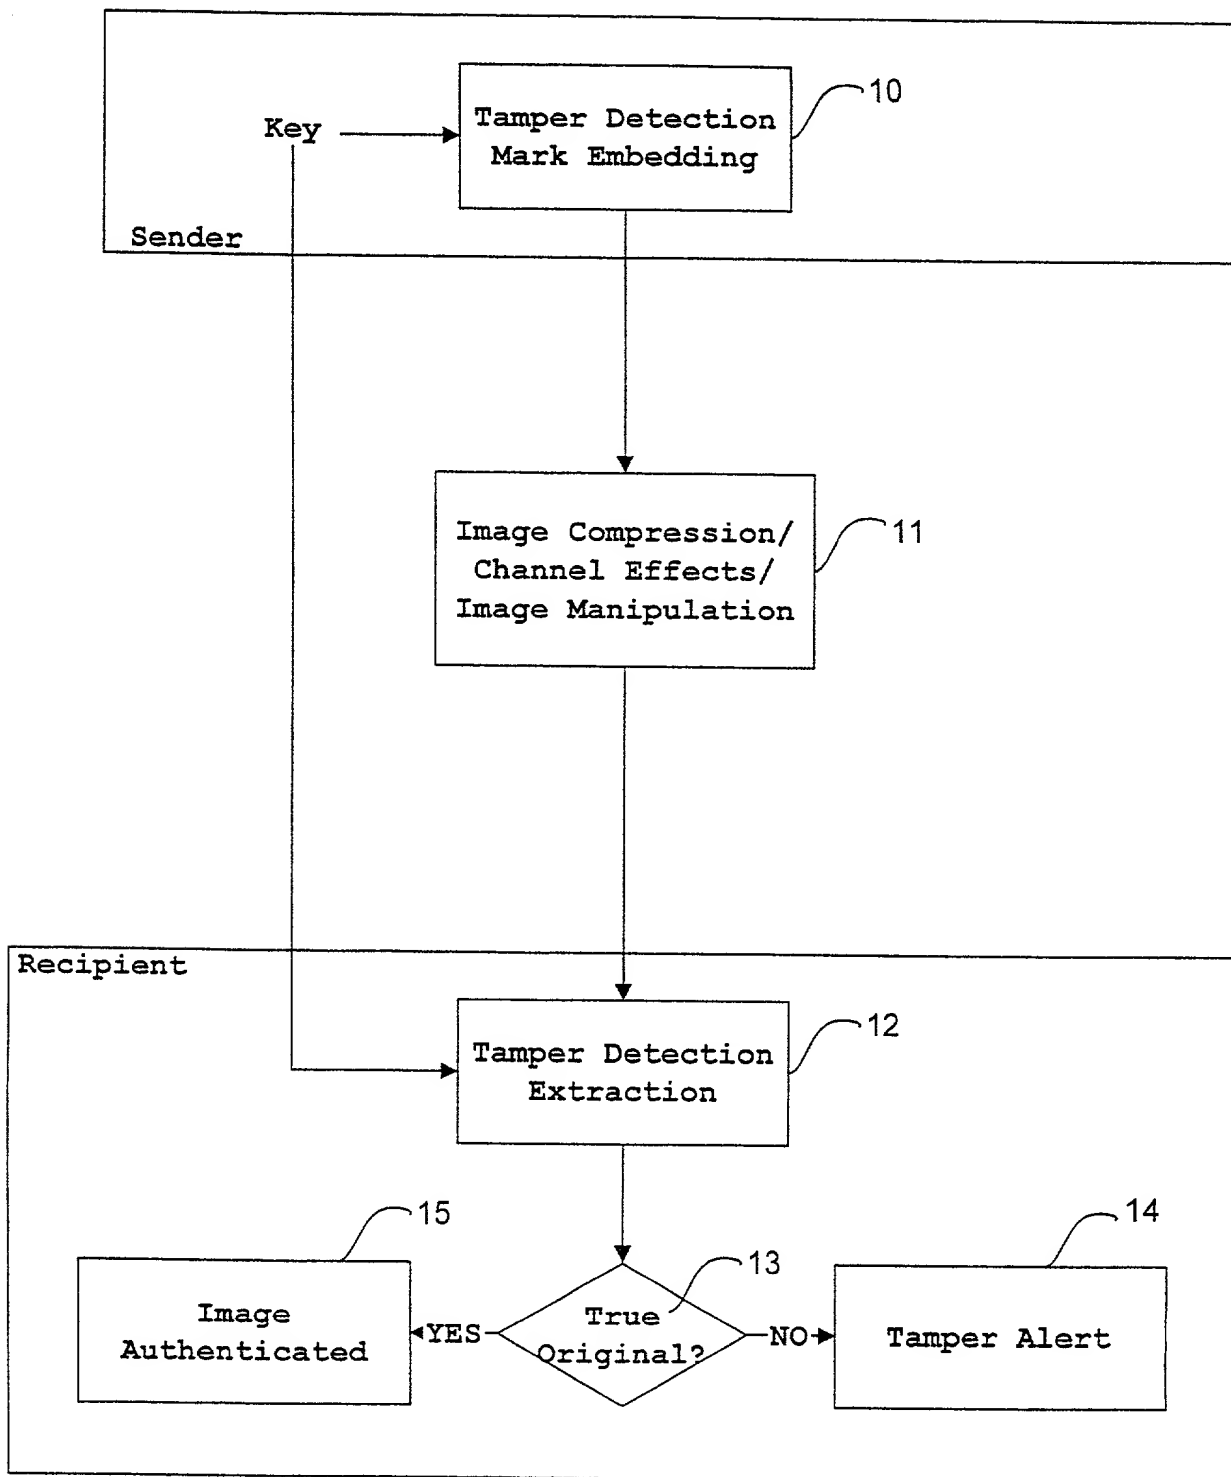 10
Tamper Detection
Mark Embedding
Key
Sender
Image Compression/
Channel Effects/
Image Manipulation
11
Recipient
12
Tamper Detection
Extraction
15
13
14
Image
Authenticated
YES
True
Original?
NO
Tamper Alert